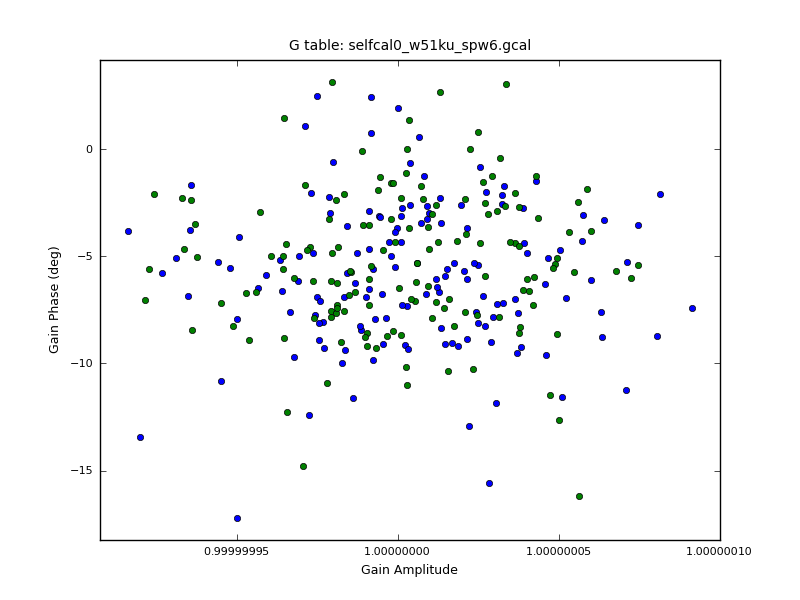 G table: selfcal0_w51ku_spw6.gcal
Gain Phase (deg)
0
−5
−10
−15
0.99999995
1.00000000
1.00000005
1.00000010
Gain Amplitude